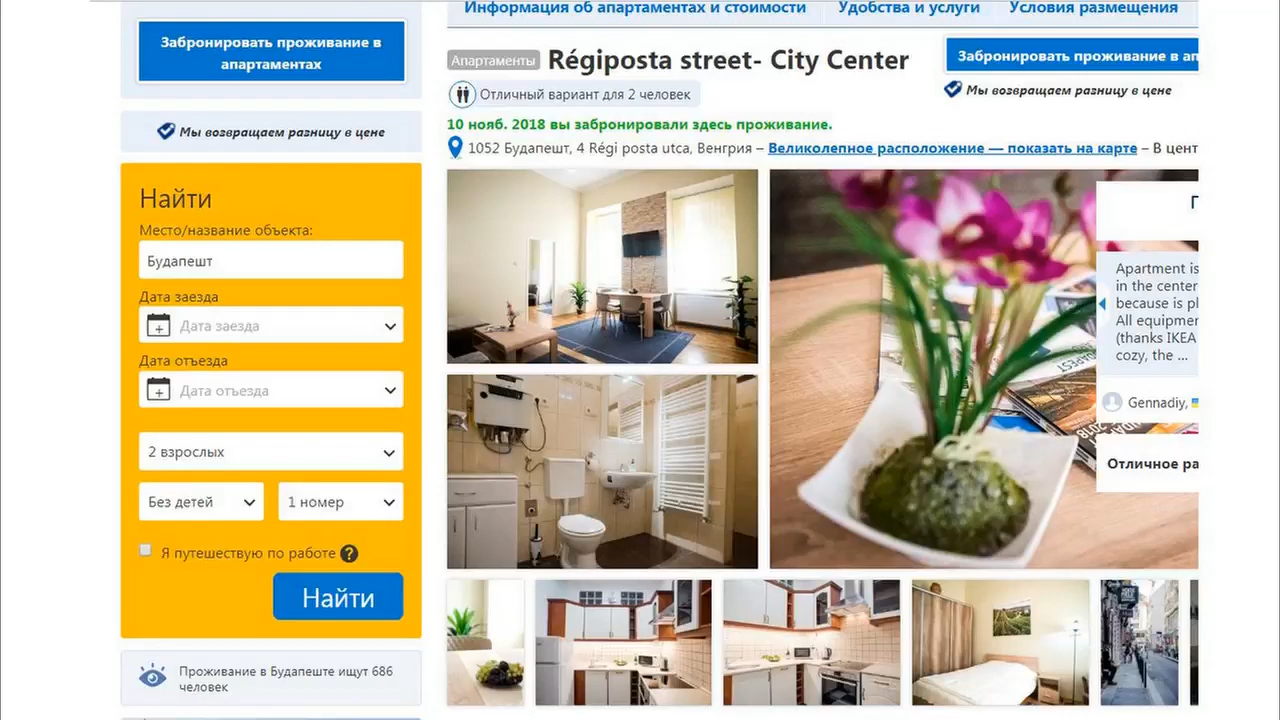 Информация об апартаментах и стоимости
Удобства и услуги
Условия размещения
Забронировать проживание в
апартаментах
Мы возвращаем разницу в цене
Найти
Место/название объекта:
Будапешт
Дата заезда
Дата заезда
Дата отъезда
Дата отъезда
2 взрослых
Без детей
1 номер
Я путешествую по работе ?
Найти
Проживание в Будапеште ищут 686
человек
Апартаменты Régiposta street- City Center
Забронировать проживание в ап
Отличный вариант для 2 человек
Мы возвращаем разницу в цене
10 нояб. 2018 вы забронировали здесь проживание.
1052 Будапешт, 4 Régi posta utca, Венгрия – Великолепное расположение — показать на карте – В цент
Apartment is
in the center
because is pl
All equipmer
(thanks IKEA
cozy, the ...
Gennadiy,
Отличное ра